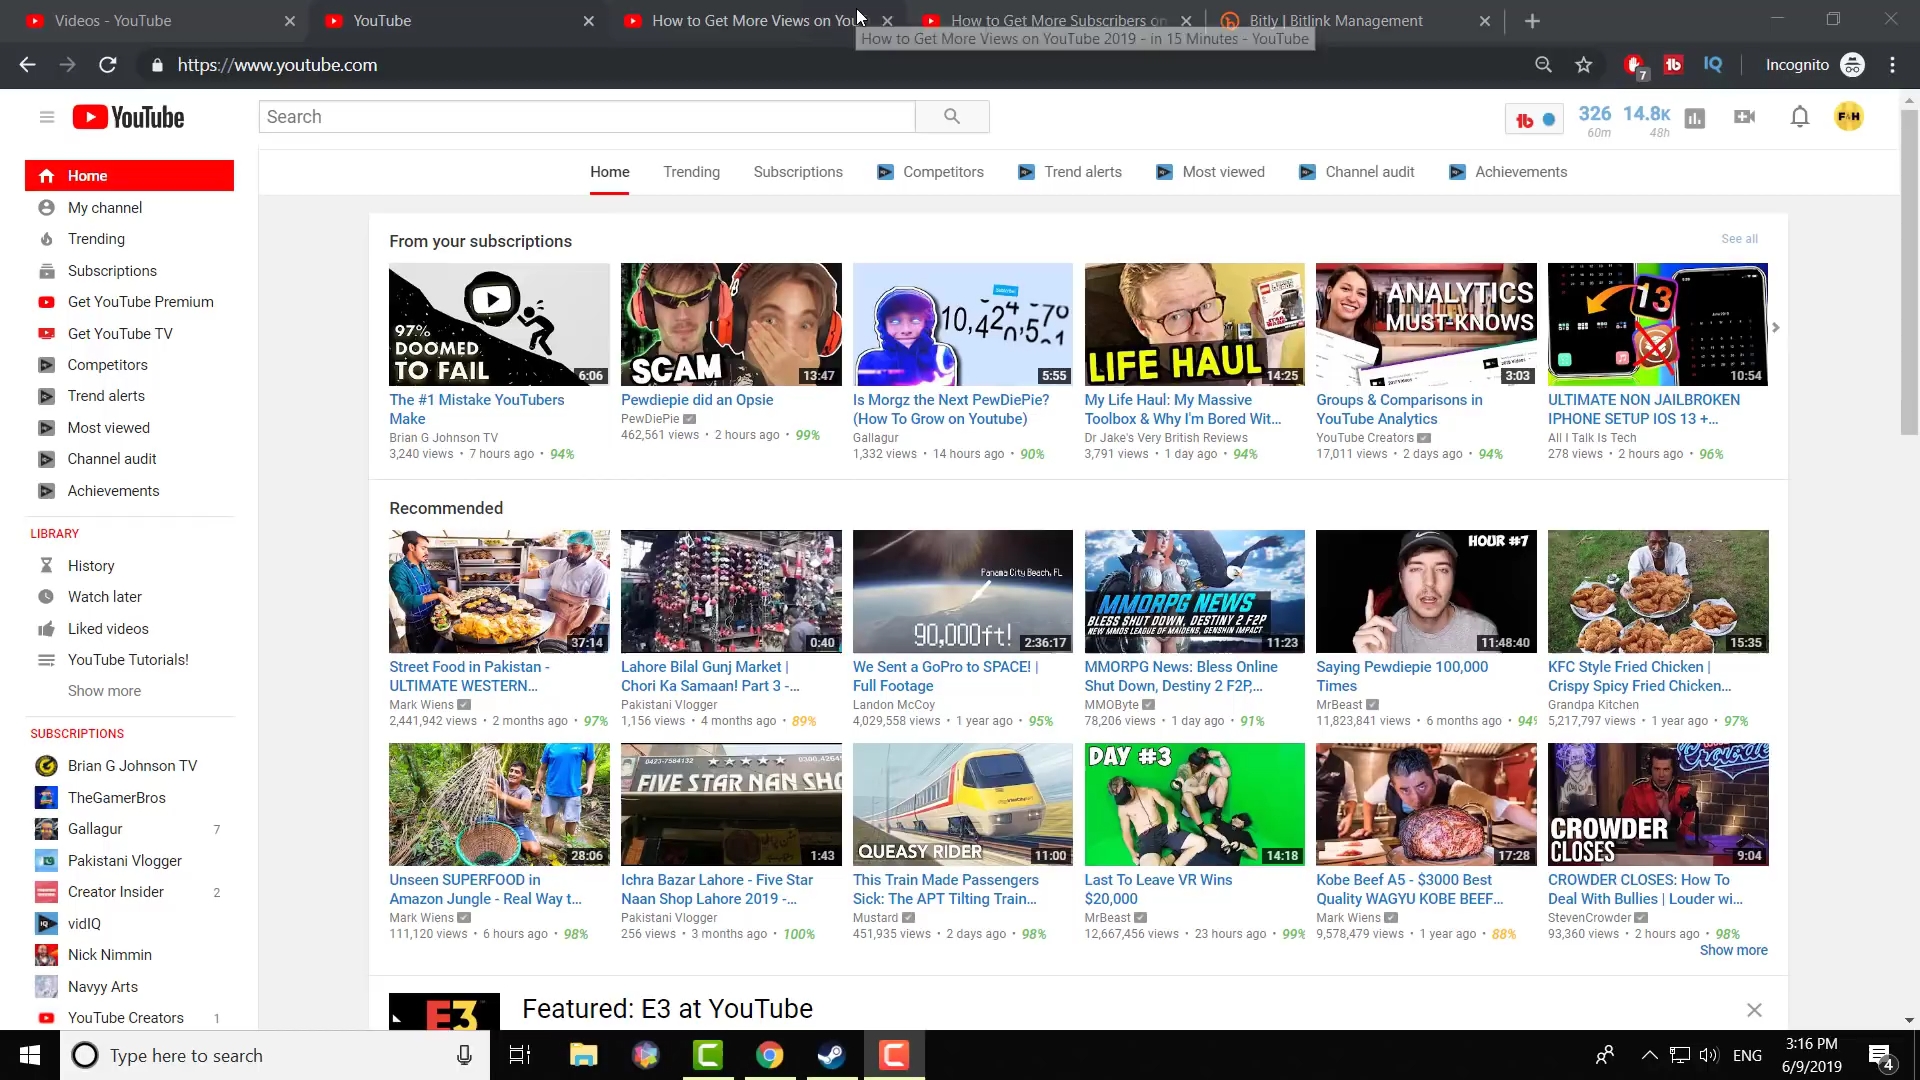 Videos - YouTube
YouTube
How to Get More Views on You
How to Get More Subscribers on
Bitly | Bitlink Management
How to Get More Views on YouTube 2019 - in 15 Minutes - YouTube
https://www.youtube.com
7
tb
IQ
Incognito
YouTube
Search
tb
326
60m
14.8K
48h
F&H
Home
Trending
Subscriptions
Competitors
Trend alerts
Most viewed
Channel audit
Achievements
Home
My channel
Trending
Subscriptions
Get YouTube Premium
Get YouTube TV
Competitors
Trend alerts
Most viewed
Channel audit
Achievements
LIBRARY
History
Watch later
Liked videos
YouTube Tutorials!
Show more
SUBSCRIPTIONS
Brian G Johnson TV
TheGamerBros
Gallagur 7
Pakistani Vlogger
Creator Insider 2
vidIQ
Nick Nimmin
Navyy Arts
YouTube Creators 1
From your subscriptions
See all
97%
DOOMED
TO FAIL
6:06
The #1 Mistake YouTubers
Make
Brian G Johnson TV
3,240 views • 7 hours ago • 94%
SCAM
13:47
Pewdiepie did an Opsie
PewDiePie
462,561 views • 2 hours ago • 99%
5:55
Is Morgz the Next PewDiePie?
(How To Grow on Youtube)
Gallagur
1,332 views • 14 hours ago • 90%
LIFE HAUL
14:25
My Life Haul: My Massive
Toolbox & Why I'm Bored Wit...
Dr Jake's Very British Reviews
3,791 views • 1 day ago • 94%
ANALYTICS
MUST-KNOWS
3:03
Groups & Comparisons in
YouTube Analytics
YouTube Creators
17,011 views • 2 days ago • 94%
13
10:54
ULTIMATE NON JAILBROKEN
IPHONE SETUP IOS 13 +...
All I Talk Is Tech
278 views • 2 hours ago • 96%
Recommended
37:14
Street Food in Pakistan -
ULTIMATE WESTERN...
Mark Wiens
2,441,942 views • 2 months ago • 97%
0:40
Lahore Bilal Gunj Market |
Chori Ka Samaan! Part 3 -...
Pakistani Vlogger
1,156 views • 4 months ago • 89%
Panama City Beach, FL
90,000ft!
2:36:17
We Sent a GoPro to SPACE! |
Full Footage
Landon McCoy
4,029,558 views • 1 year ago • 95%
MMORPG NEWS
BLESS SHUT DOWN, DESTINY 2 F2P
NEW MMOS LEAGUE OF MAIDENS, GENSHIN IMPACT
11:23
MMORPG News: Bless Online
Shut Down, Destiny 2 F2P,...
MMOByte
78,206 views • 1 day ago • 91%
HOUR #7
11:48:40
Saying Pewdiepie 100,000
Times
MrBeast
11,823,841 views • 6 months ago • 94%
15:35
KFC Style Fried Chicken |
Crispy Spicy Fried Chicken...
Grandpa Kitchen
5,217,797 views • 1 year ago • 97%
28:06
Unseen SUPERFOOD in
Amazon Jungle - Real Way t...
Mark Wiens
111,120 views • 6 hours ago • 98%
0423-7584132
FIVE STAR NAN SHO
1:43
Ichra Bazar Lahore - Five Star
Naan Shop Lahore 2019 -...
Pakistani Vlogger
256 views • 3 months ago • 100%
QUEASY RIDER
11:00
This Train Made Passengers
Sick: The APT Tilting Train...
Mustard
451,935 views • 2 days ago • 98%
DAY #3
14:18
Last To Leave VR Wins
$20,000
MrBeast
12,667,456 views • 23 hours ago • 99%
17:28
Kobe Beef A5 - $3000 Best
Quality WAGYU KOBE BEEF...
Mark Wiens
9,578,479 views • 1 year ago • 88%
CROWDER
CLOSES
9:04
CROWDER CLOSES: How To
Deal With Bullies | Louder wi...
StevenCrowder
93,360 views • 2 hours ago • 98%
Show more
E3
Featured: E3 at YouTube
Type here to search
ENG
3:16 PM
6/9/2019
4